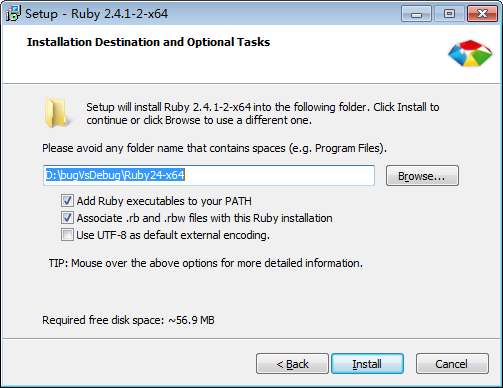 Setup - Ruby 2.4.1-2-x64
Installation Destination and Optional Tasks
Setup will install Ruby 2.4.1-2-x64 into the following folder. Click Install to
continue or click Browse to use a different one.
Please avoid any folder name that contains spaces (e.g. Program Files).
D:\bugVsDebug\Ruby24-x64
Browse...
Add Ruby executables to your PATH
Associate .rb and .rbw files with this Ruby installation
Use UTF-8 as default external encoding.
TIP: Mouse over the above options for more detailed information.
Required free disk space: ~56.9 MB
< Back
Install
Cancel